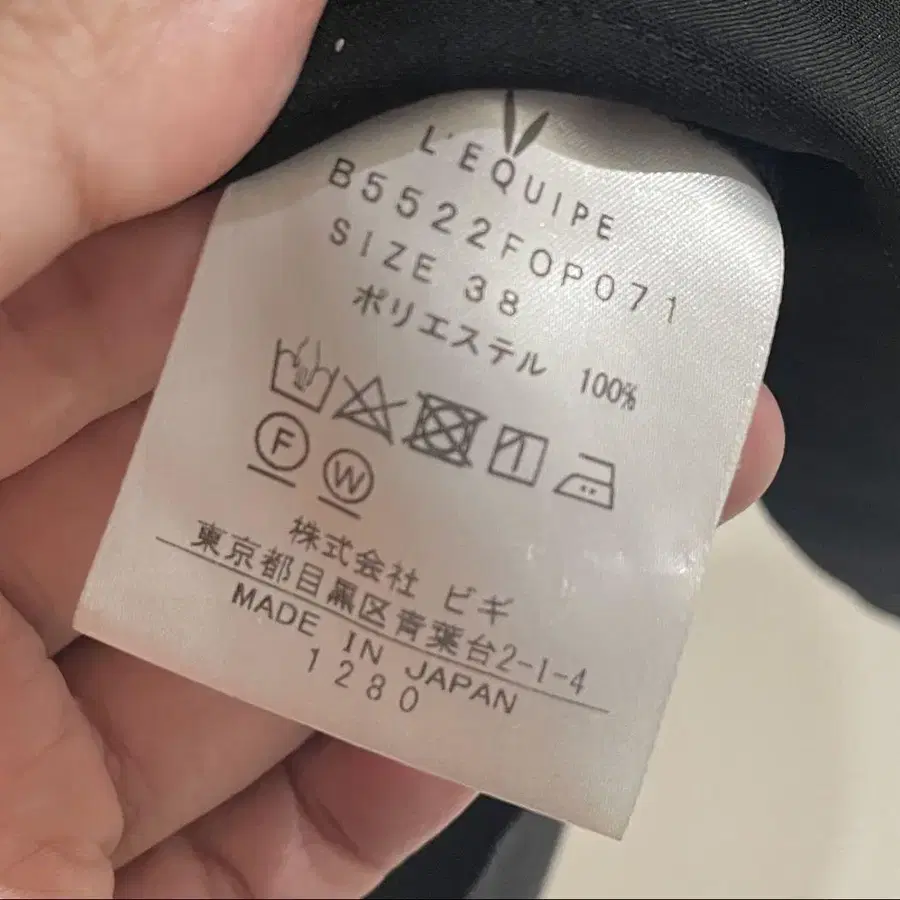 L'EQUIPE
B5522FOP071
SIZE 38
ポリエステル 100%
F
W
株式会社 ビギ
東京都目黒区青葉台2-1-4
MADE IN JAPAN
1280